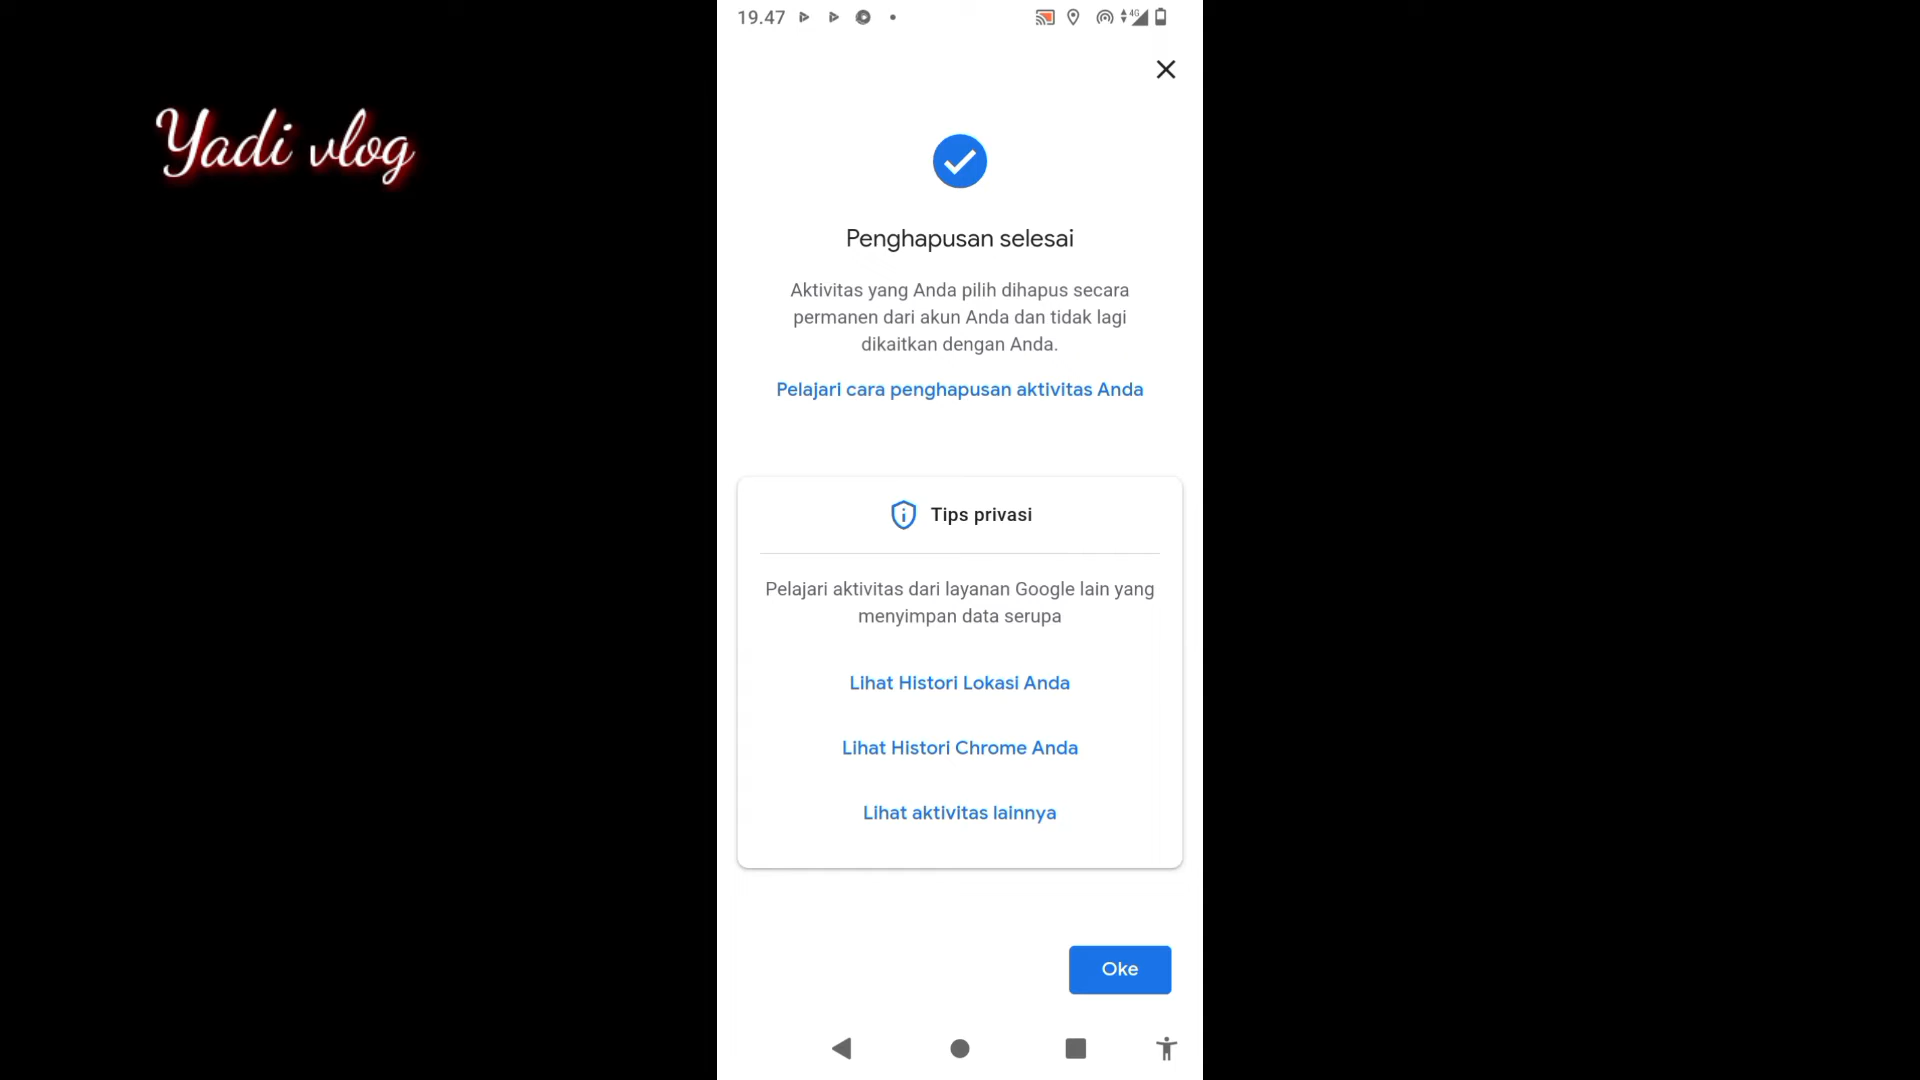 Yadi vlog
19.47
4G
Penghapusan selesai
Aktivitas yang Anda pilih dihapus secara
permanen dari akun Anda dan tidak lagi
dikaitkan dengan Anda.
Pelajari cara penghapusan aktivitas Anda
Tips privasi
Pelajari aktivitas dari layanan Google lain yang
menyimpan data serupa
Lihat Histori Lokasi Anda
Lihat Histori Chrome Anda
Lihat aktivitas lainnya
Oke